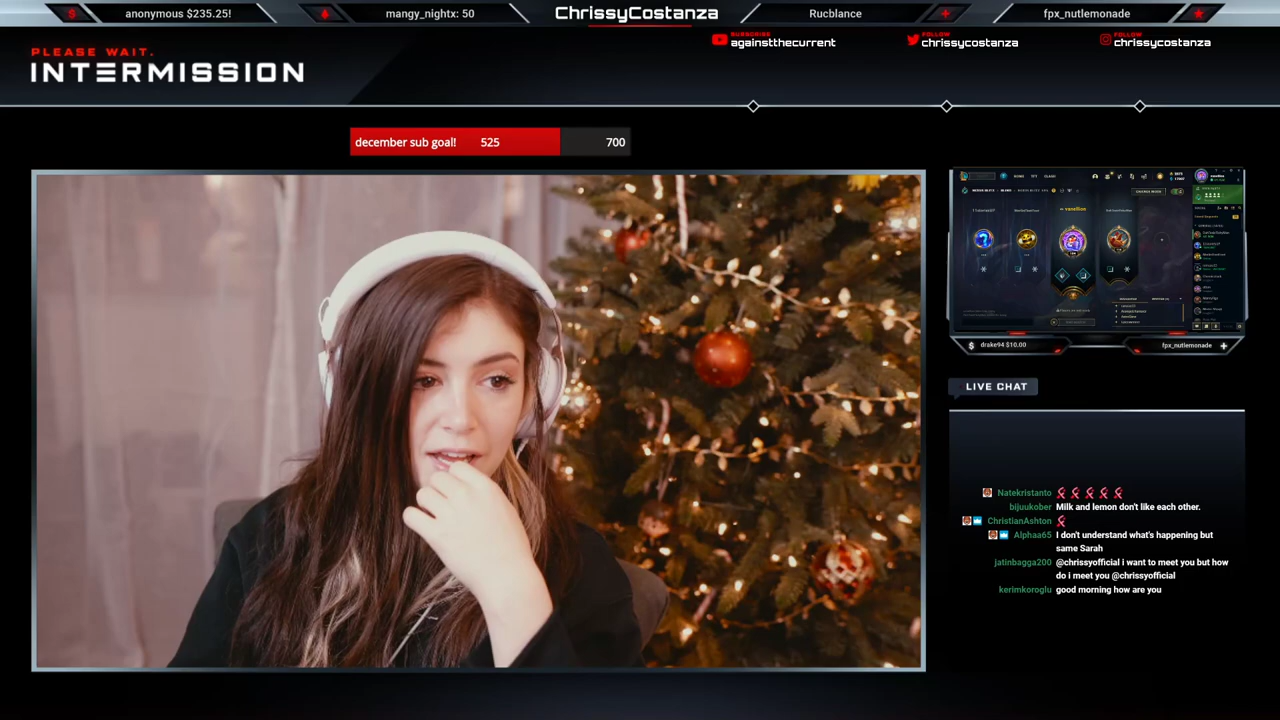 anonymous $235.25!
mangy_nightx: 50
ChrissyCostanza
Rucblance
fpx_nutlemonade
PLEASE WAIT.
INTERMISSION
SUBSCRIBE
againstthecurrent
FOLLOW
chrissycostanza
FOLLOW
chrissycostanza
december sub goal! 525 700
drake94 $10.00
fpx_nutlemonade
LIVE CHAT
Natekristanto
bijuukober Milk and lemon don't like each other.
ChristianAshton
Alphaa65 I don't understand what's happening but
same Sarah
jatinbagga200 @chrissyofficial i want to meet you but how
do i meet you @chrissyofficial
kerimkoroglu good morning how are you